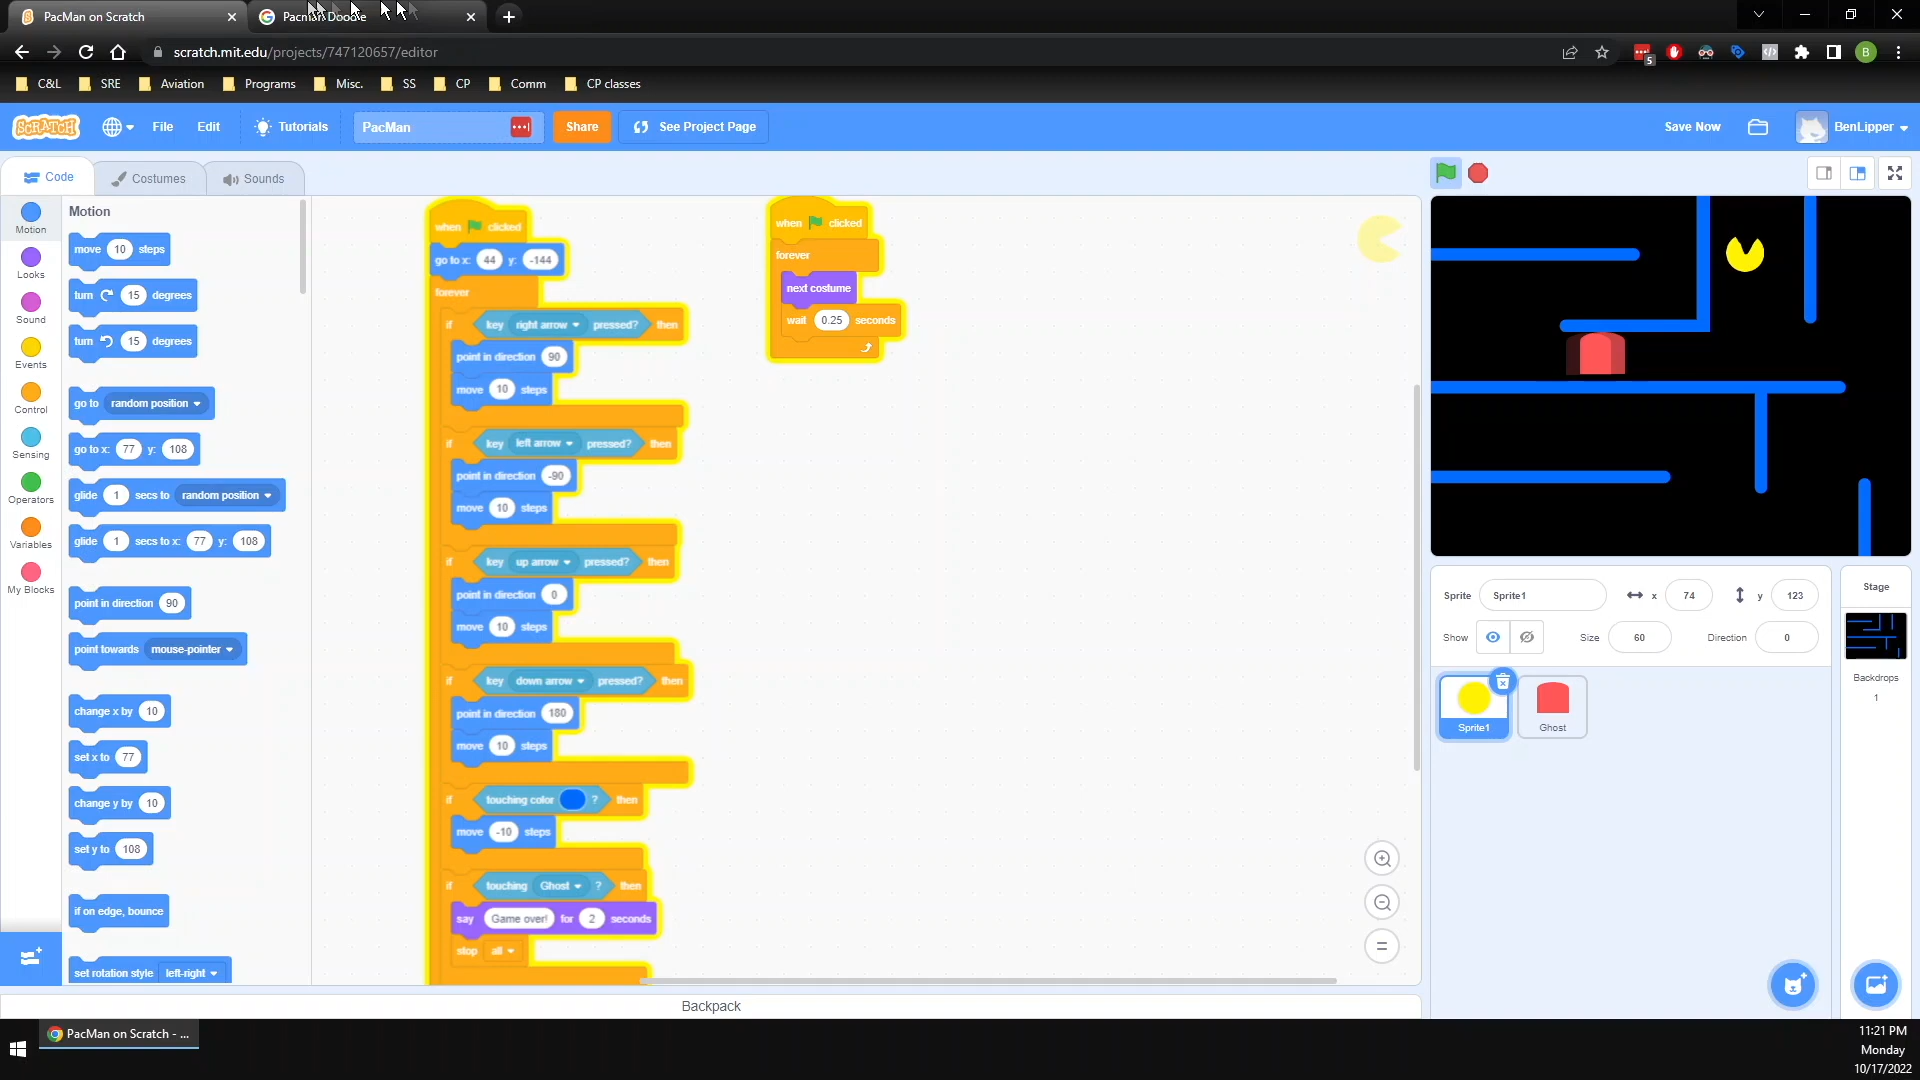 PacMan on Scratch
Pacman Doodle
scratch.mit.edu/projects/747120657/editor
5
B
C&L
SRE
Aviation
Programs
Misc.
SS
CP
Comm
CP classes
SCRATCH
File
Edit
Tutorials
PacMan
Share
See Project Page
Save Now
BenLipper
Code
Costumes
Sounds
Motion
Looks
Sound
Events
Control
Sensing
Operators
Variables
My Blocks
Motion
move 10 steps
turn 15 degrees
turn 15 degrees
go to random position
go to x: 77 y: 108
glide 1 secs to random position
glide 1 secs to x: 77 y: 108
point in direction 90
point towards mouse-pointer
change x by 10
set x to 77
change y by 10
set y to 108
if on edge, bounce
set rotation style left-right
when clicked
go to x: 44 y: -144
forever
if key right arrow pressed? then
point in direction 90
move 10 steps
if key left arrow pressed? then
point in direction -90
move 10 steps
if key up arrow pressed? then
point in direction 0
move 10 steps
if key down arrow pressed? then
point in direction 180
move 10 steps
if touching color ? then
move -10 steps
if touching Ghost ? then
say Game over! for 2 seconds
stop all
when clicked
forever
next costume
wait 0.25 seconds
Sprite Sprite1 x 74 y 123
Show Size 60 Direction 0
Sprite1
Ghost
Stage
Backdrops
1
Backpack
PacMan on Scratch - ...
11:21 PM
Monday
10/17/2022